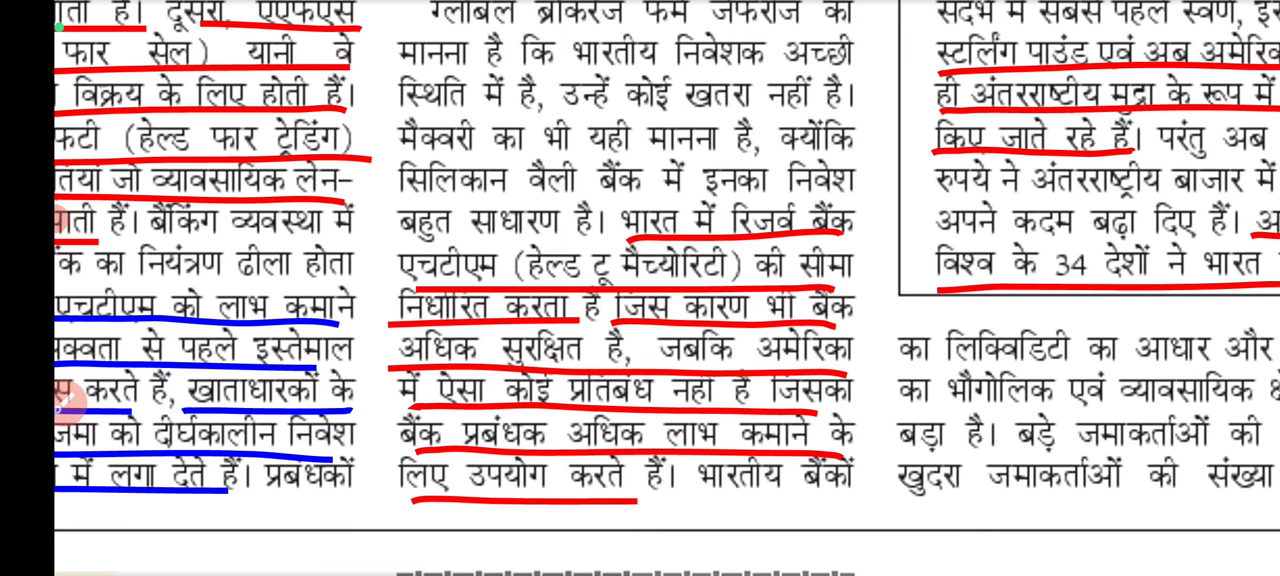 ाती हैं। दूसरा, एएफएस
फार सेल) यानी वे
विक्रय के लिए होती हैं।
फटी (हेल्ड फार ट्रेडिंग)
तियां जो व्यावसायिक लेन-
ाती हैं। बैंकिंग व्यवस्था में
ंक का नियंत्रण ढीला होता
एचटीएम को लाभ कमाने
क्वता से पहले इस्तेमाल
स करते हैं, खाताधारकों के
जमा को दीर्घकालीन निवेश
में लगा देते हैं। प्रबंधकों
ग्लोबल ब्रोकरेज फर्म जेफरीज का
मानना है कि भारतीय निवेशक अच्छी
स्थिति में है, उन्हें कोई खतरा नहीं है।
मैक्वरी का भी यही मानना है, क्योंकि
सिलिकान वैली बैंक में इनका निवेश
बहुत साधारण है। भारत में रिजर्व बैंक
एचटीएम (हेल्ड टू मैच्योरिटी) की सीमा
निर्धारित करता है जिस कारण भी बैंक
अधिक सुरक्षित है, जबकि अमेरिका
में ऐसा कोई प्रतिबंध नहीं है जिसका
बैंक प्रबंधक अधिक लाभ कमाने के
लिए उपयोग करते हैं। भारतीय बैंकों
संदर्भ में सबसे पहले स्वर्ण,
स्टर्लिंग पाउंड एवं अब अमेरि
ही अंतरराष्ट्रीय मुद्रा के रूप में
किए जाते रहे हैं। परंतु अब
रुपये ने अंतरराष्ट्रीय बाजार में
अपने कदम बढ़ा दिए हैं। अ
विश्व के 34 देशों ने भारत
का लिक्विडिटी का आधार और
का भौगोलिक एवं व्यावसायिक
बड़ा है। बड़े जमाकर्ताओं की
खुदरा जमाकर्ताओं की संख्या